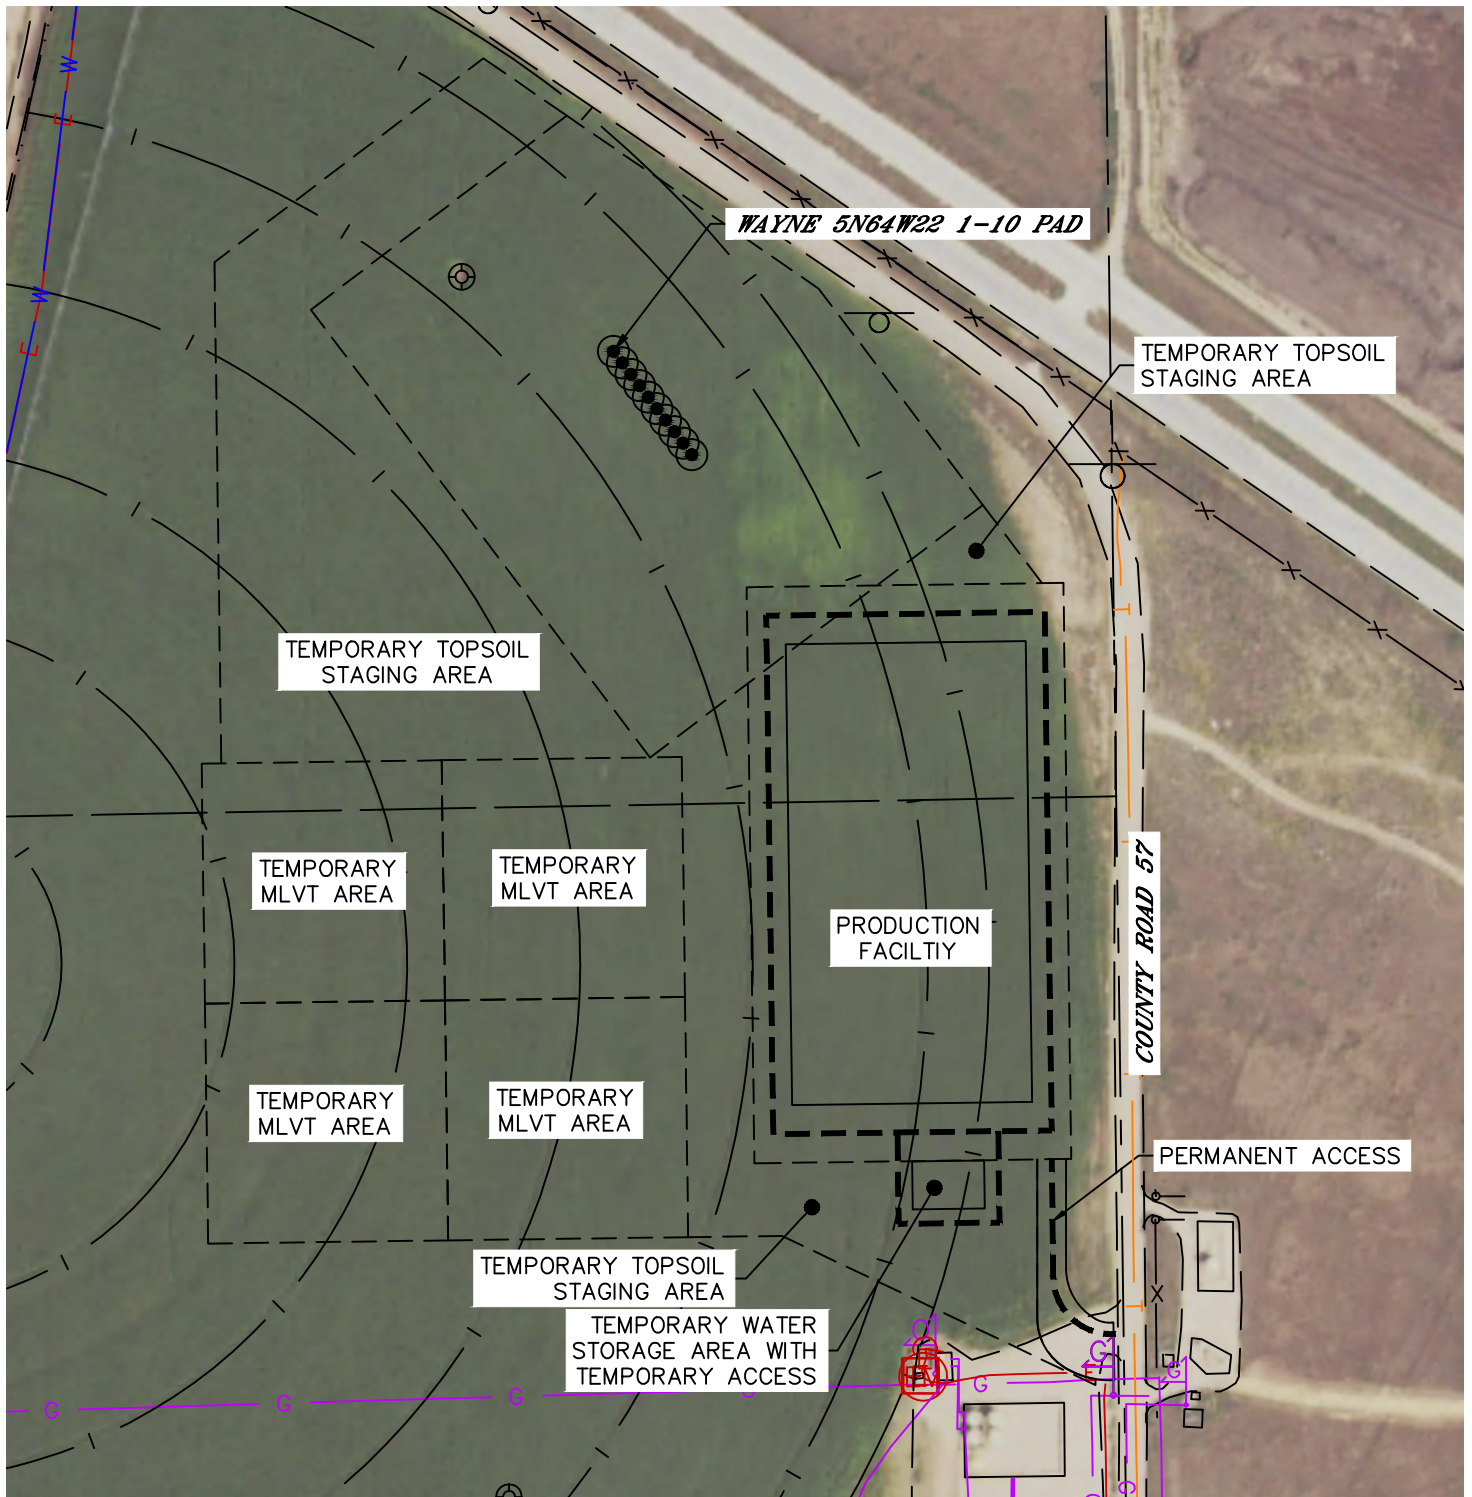 WAYNE 5N64W22 1-10 PAD
TEMPORARY TOPSOIL
STAGING AREA
TEMPORARY TOPSOIL
STAGING AREA
TEMPORARY
MLVT AREA
TEMPORARY
MLVT AREA
PRODUCTION
FACILTIY
COUNTY ROAD 57
TEMPORARY
MLVT AREA
TEMPORARY
MLVT AREA
PERMANENT ACCESS
TEMPORARY TOPSOIL
STAGING AREA
TEMPORARY WATER
STORAGE AREA WITH
TEMPORARY ACCESS
W
E
W
E
X
X
X
X
X
X
X
X
X
X
X
T
T
X
G
G
G
G
G
G